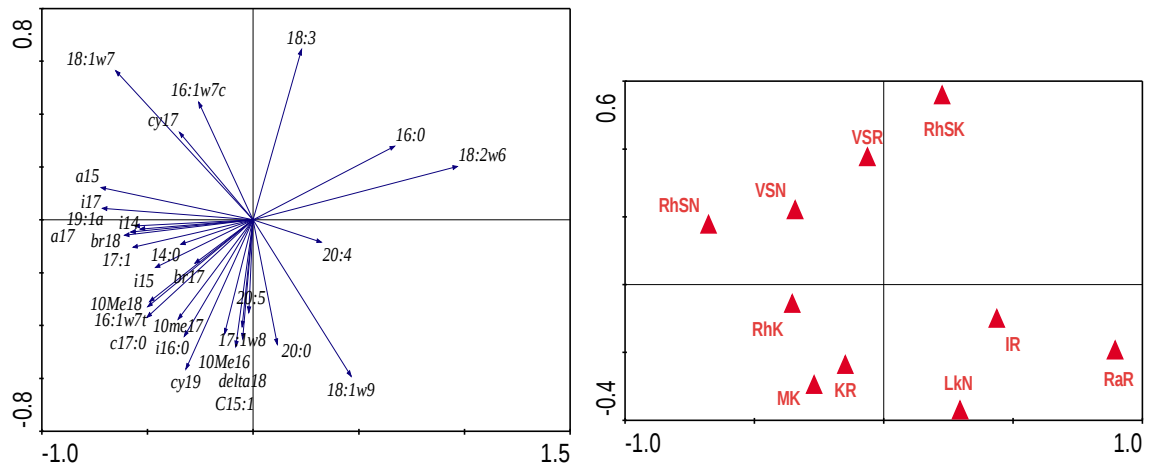 0.8
18:3
18:1w7
16:1w7c
cy17
16:0
18:2w6
a15
i17
19:1a
i14
a17
br18
17:1
14:0
20:4
i15
br17
10Me18
20:5
16:1w7t
10me17
c17:0
i16:0
17:1w8
20:0
10Me16
cy19
delta18
18:1w9
C15:1
-0.8
-1.0
1.5
0.6
RhSK
VSR
VSN
RhSN
RhK
IR
RaR
LkN
MK
KR
-0.4
-1.0
1.0